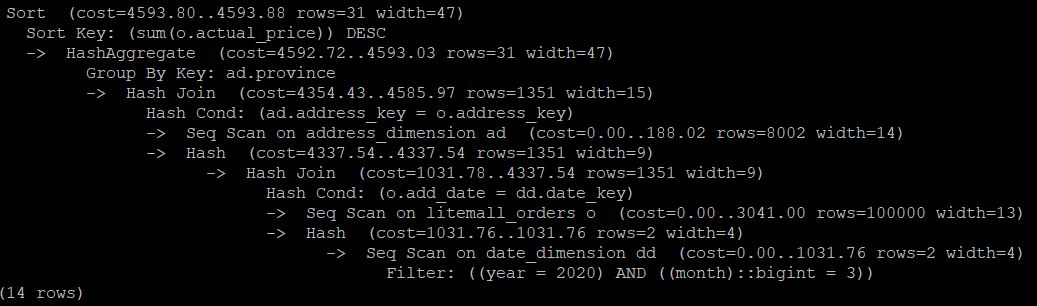 Sort  (cost=4593.80..4593.88 rows=31 width=47)
  Sort Key: (sum(o.actual_price)) DESC
  ->  HashAggregate  (cost=4592.72..4593.03 rows=31 width=47)
        Group By Key: ad.province
        ->  Hash Join  (cost=4354.43..4585.97 rows=1351 width=15)
              Hash Cond: (ad.address_key = o.address_key)
              ->  Seq Scan on address_dimension ad  (cost=0.00..188.02 rows=8002 width=14)
              ->  Hash  (cost=4337.54..4337.54 rows=1351 width=9)
                    ->  Hash Join  (cost=1031.78..4337.54 rows=1351 width=9)
                          Hash Cond: (o.add_date = dd.date_key)
                          ->  Seq Scan on litemall_orders o  (cost=0.00..3041.00 rows=100000 width=13)
                          ->  Hash  (cost=1031.76..1031.76 rows=2 width=4)
                                ->  Seq Scan on date_dimension dd  (cost=0.00..1031.76 rows=2 width=4)
                                      Filter: ((year = 2020) AND ((month)::bigint = 3))
(14 rows)